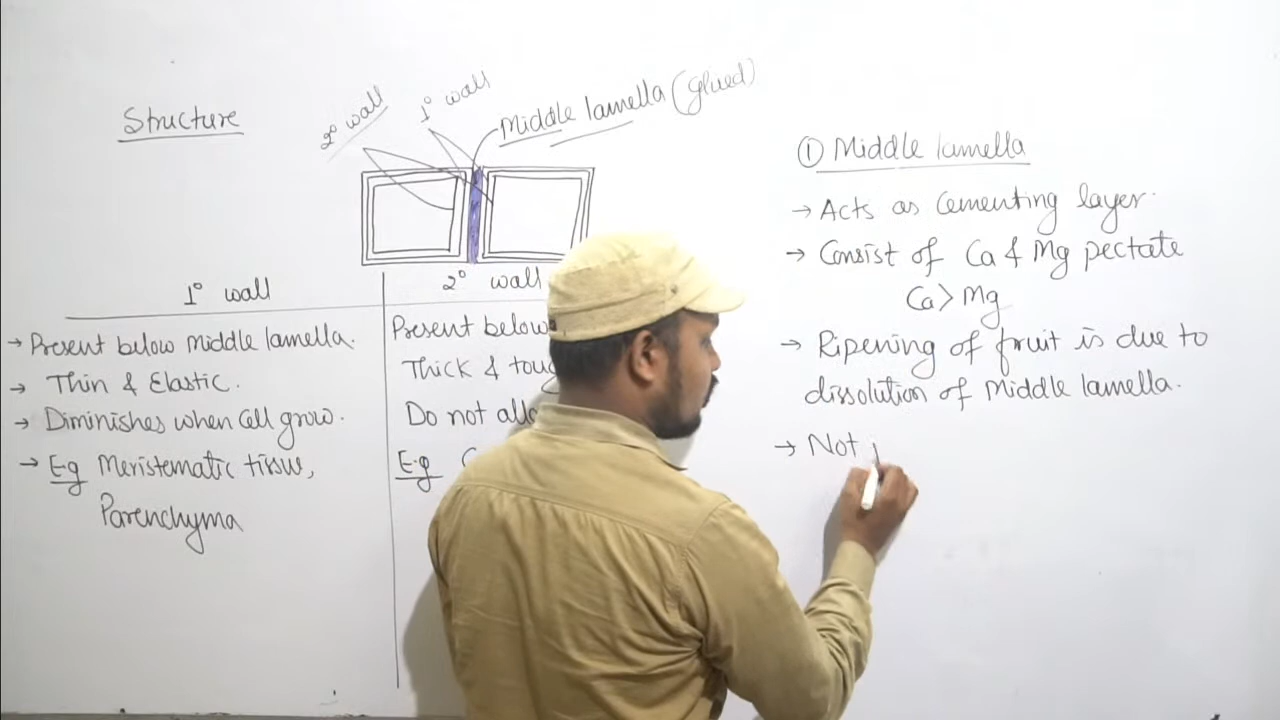 Structure
2° wall
1° wall
Middle lamella (glued)
1° wall
→ Present below middle lamella.
→ Thin & Elastic.
→ Diminishes when cell grow.
→ E.g Meristematic tissue,
Parenchyma
2° wall
Present below
Thick & toug
Do not allo
E.g
① Middle lamella
→ Acts as Cementing layer.
→ Consist of Ca & Mg pectate
Ca > Mg
→ Ripening of fruit is due to
dissolution of Middle lamella.
→ Not